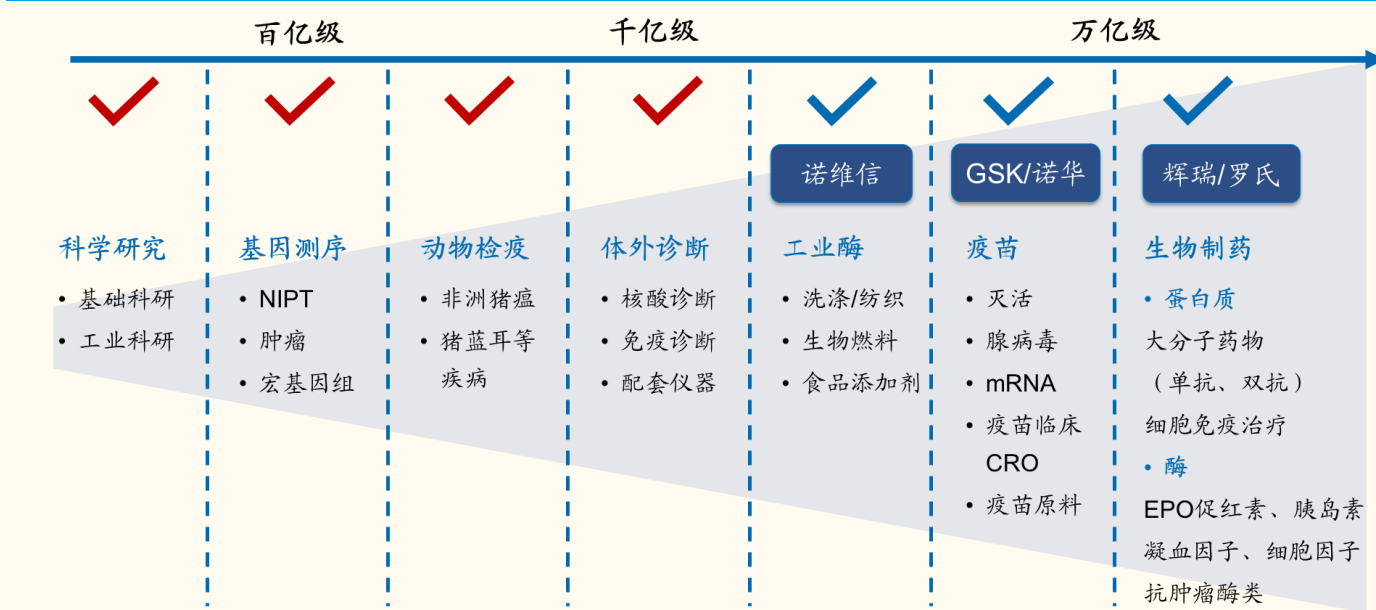 百亿级
千亿级
万亿级
诺维信
GSK/诺华
辉瑞/罗氏
科学研究
• 基础科研
• 工业科研
基因测序
• NIPT
• 肿瘤
• 宏基因组
动物检疫
• 非洲猪瘟
• 猪蓝耳等
疾病
体外诊断
• 核酸诊断
• 免疫诊断
• 配套仪器
工业酶
• 洗涤/纺织
• 生物燃料
• 食品添加剂
疫苗
• 灭活
• 腺病毒
• mRNA
• 疫苗临床
CRO
• 疫苗原料
生物制药
• 蛋白质
大分子药物
（单抗、双抗）
细胞免疫治疗
• 酶
EPO促红素、胰岛素
凝血因子、细胞因子
抗肿瘤酶类